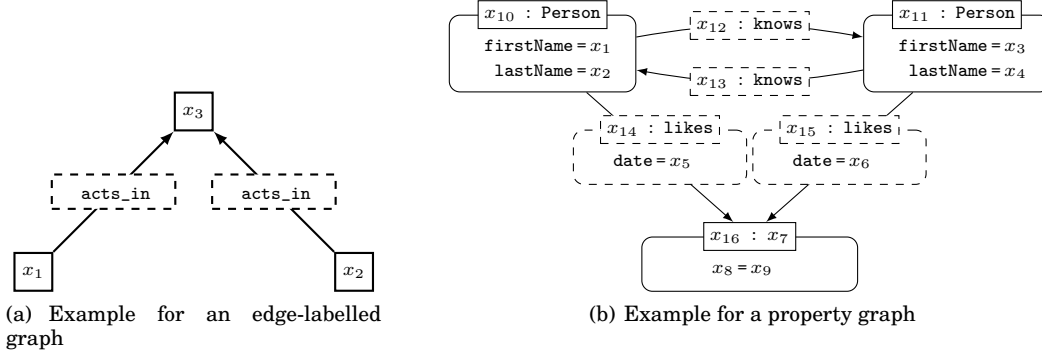 x₃
acts_in
acts_in
x₁
x₂
(a) Example for an edge-labelled
graph
x₁₀ : Person
firstName = x₁
lastName = x₂
x₁₂ : knows
x₁₃ : knows
x₁₁ : Person
firstName = x₃
lastName = x₄
x₁₄ : likes
date = x₅
x₁₅ : likes
date = x₆
x₁₆ : x₇
x₈ = x₉
(b) Example for a property graph